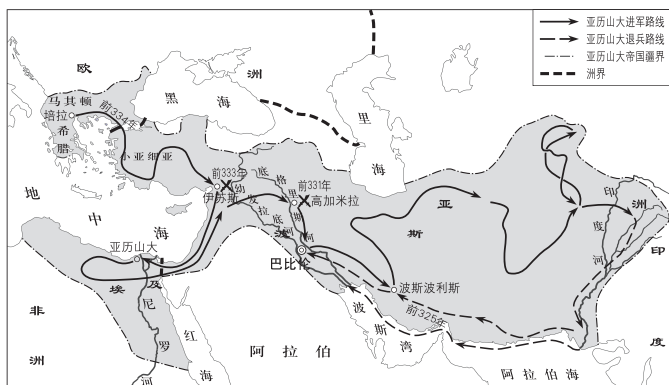 亚历山大进军路线
亚历山大退兵路线
亚历山大帝国疆界
洲界
欧
洲
马其顿
培拉
前334年
希腊
小亚细亚
黑
海
里
海
地
中
海
前333年
伊苏斯
幼发拉底河
底格里斯河
前331年
高加米拉
波
斯
亚
洲
印
度
河
印
度
亚历山大
巴比伦
波斯波利斯
前325年
埃
及
尼
罗
河
红
海
非
洲
阿拉伯
波
斯
湾
阿拉伯海